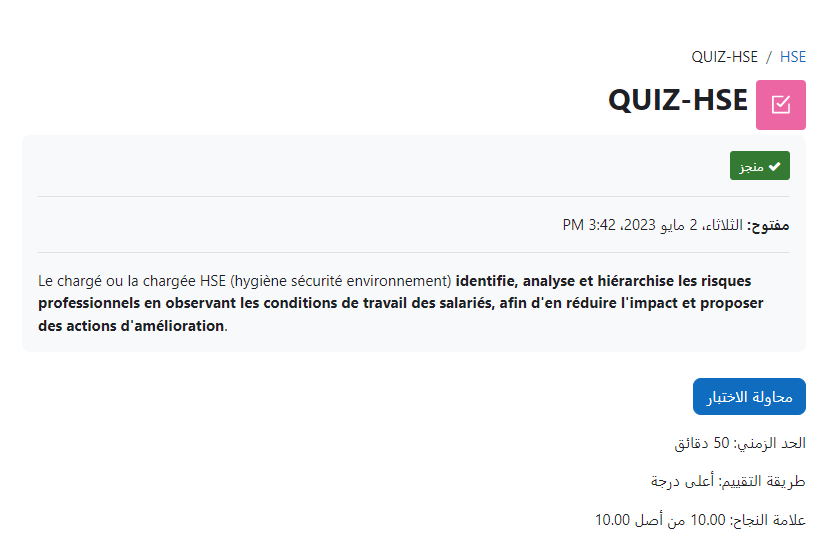 HSE / QUIZ-HSE
QUIZ-HSE
منجز
مفتوح: الثلاثاء، 2 مايو 2023، 3:42 PM
Le chargé ou la chargée HSE (hygiène sécurité environnement) identifie, analyse et hiérarchise les risques
professionnels en observant les conditions de travail des salariés, afin d'en réduire l'impact et proposer
des actions d'amélioration.
محاولة الاختبار
الحد الزمني: 50 دقائق
طريقة التقييم: أعلى درجة
علامة النجاح: 10.00 من أصل 10.00